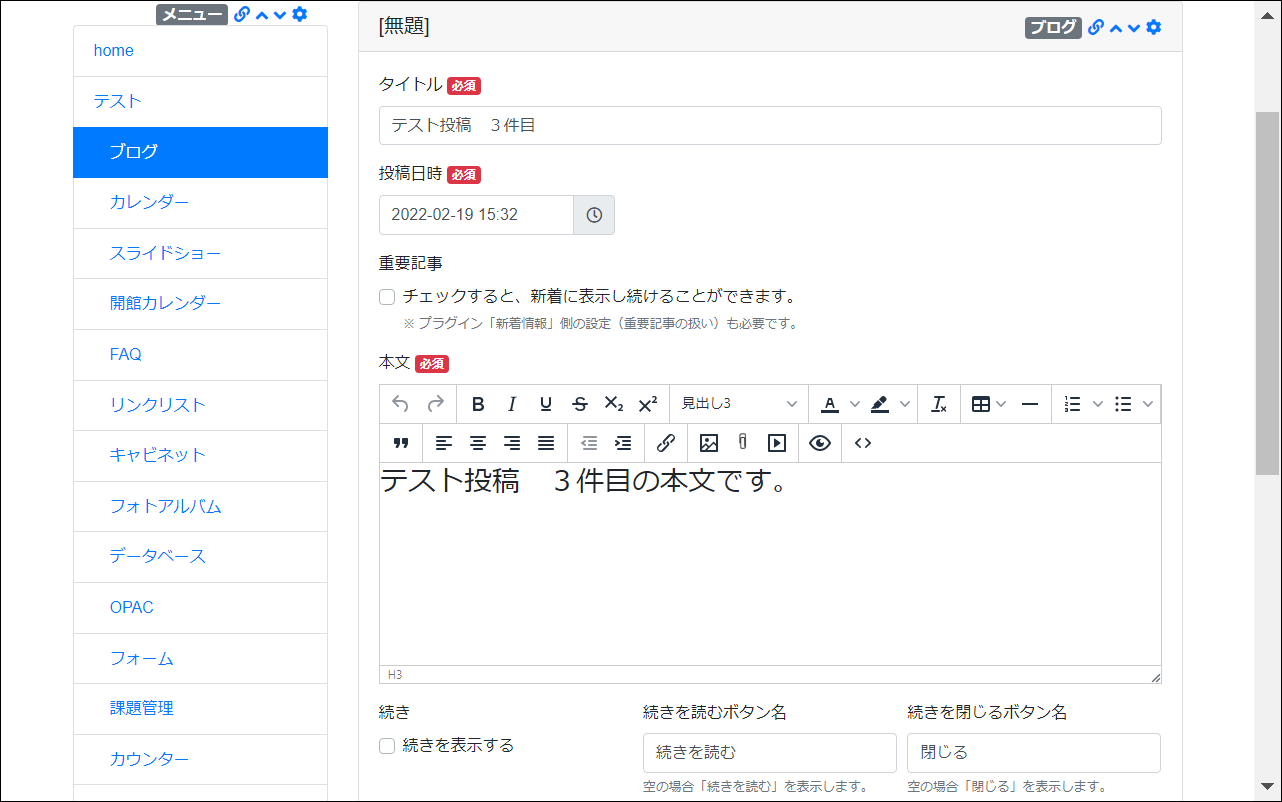 メニュー
home
テスト
ブログ
カレンダー
スライドショー
開館カレンダー
FAQ
リンクリスト
キャビネット
フォトアルバム
データベース
OPAC
フォーム
課題管理
カウンター
[無題]
ブログ
タイトル 必須
テスト投稿　３件目
投稿日時 必須
2022-02-19 15:32
重要記事
チェックすると、新着に表示し続けることができます。
※ プラグイン「新着情報」側の設定（重要記事の扱い）も必要です。
本文 必須
見出し3
テスト投稿　３件目の本文です。
H3
続き
続きを表示する
続きを読むボタン名
続きを読む
空の場合「続きを読む」を表示します。
続きを閉じるボタン名
閉じる
空の場合「閉じる」を表示します。